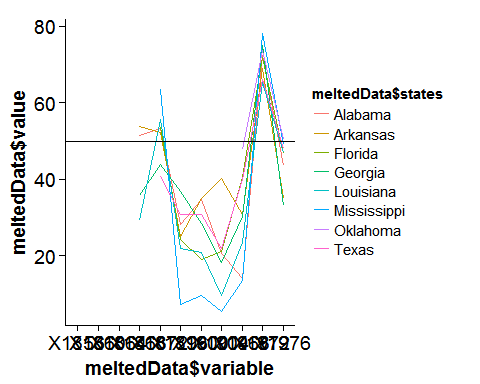 80
60
40
20
meltedData$value
meltedData$variable
meltedData$states
Alabama
Arkansas
Florida
Georgia
Louisiana
Mississippi
Oklahoma
Texas